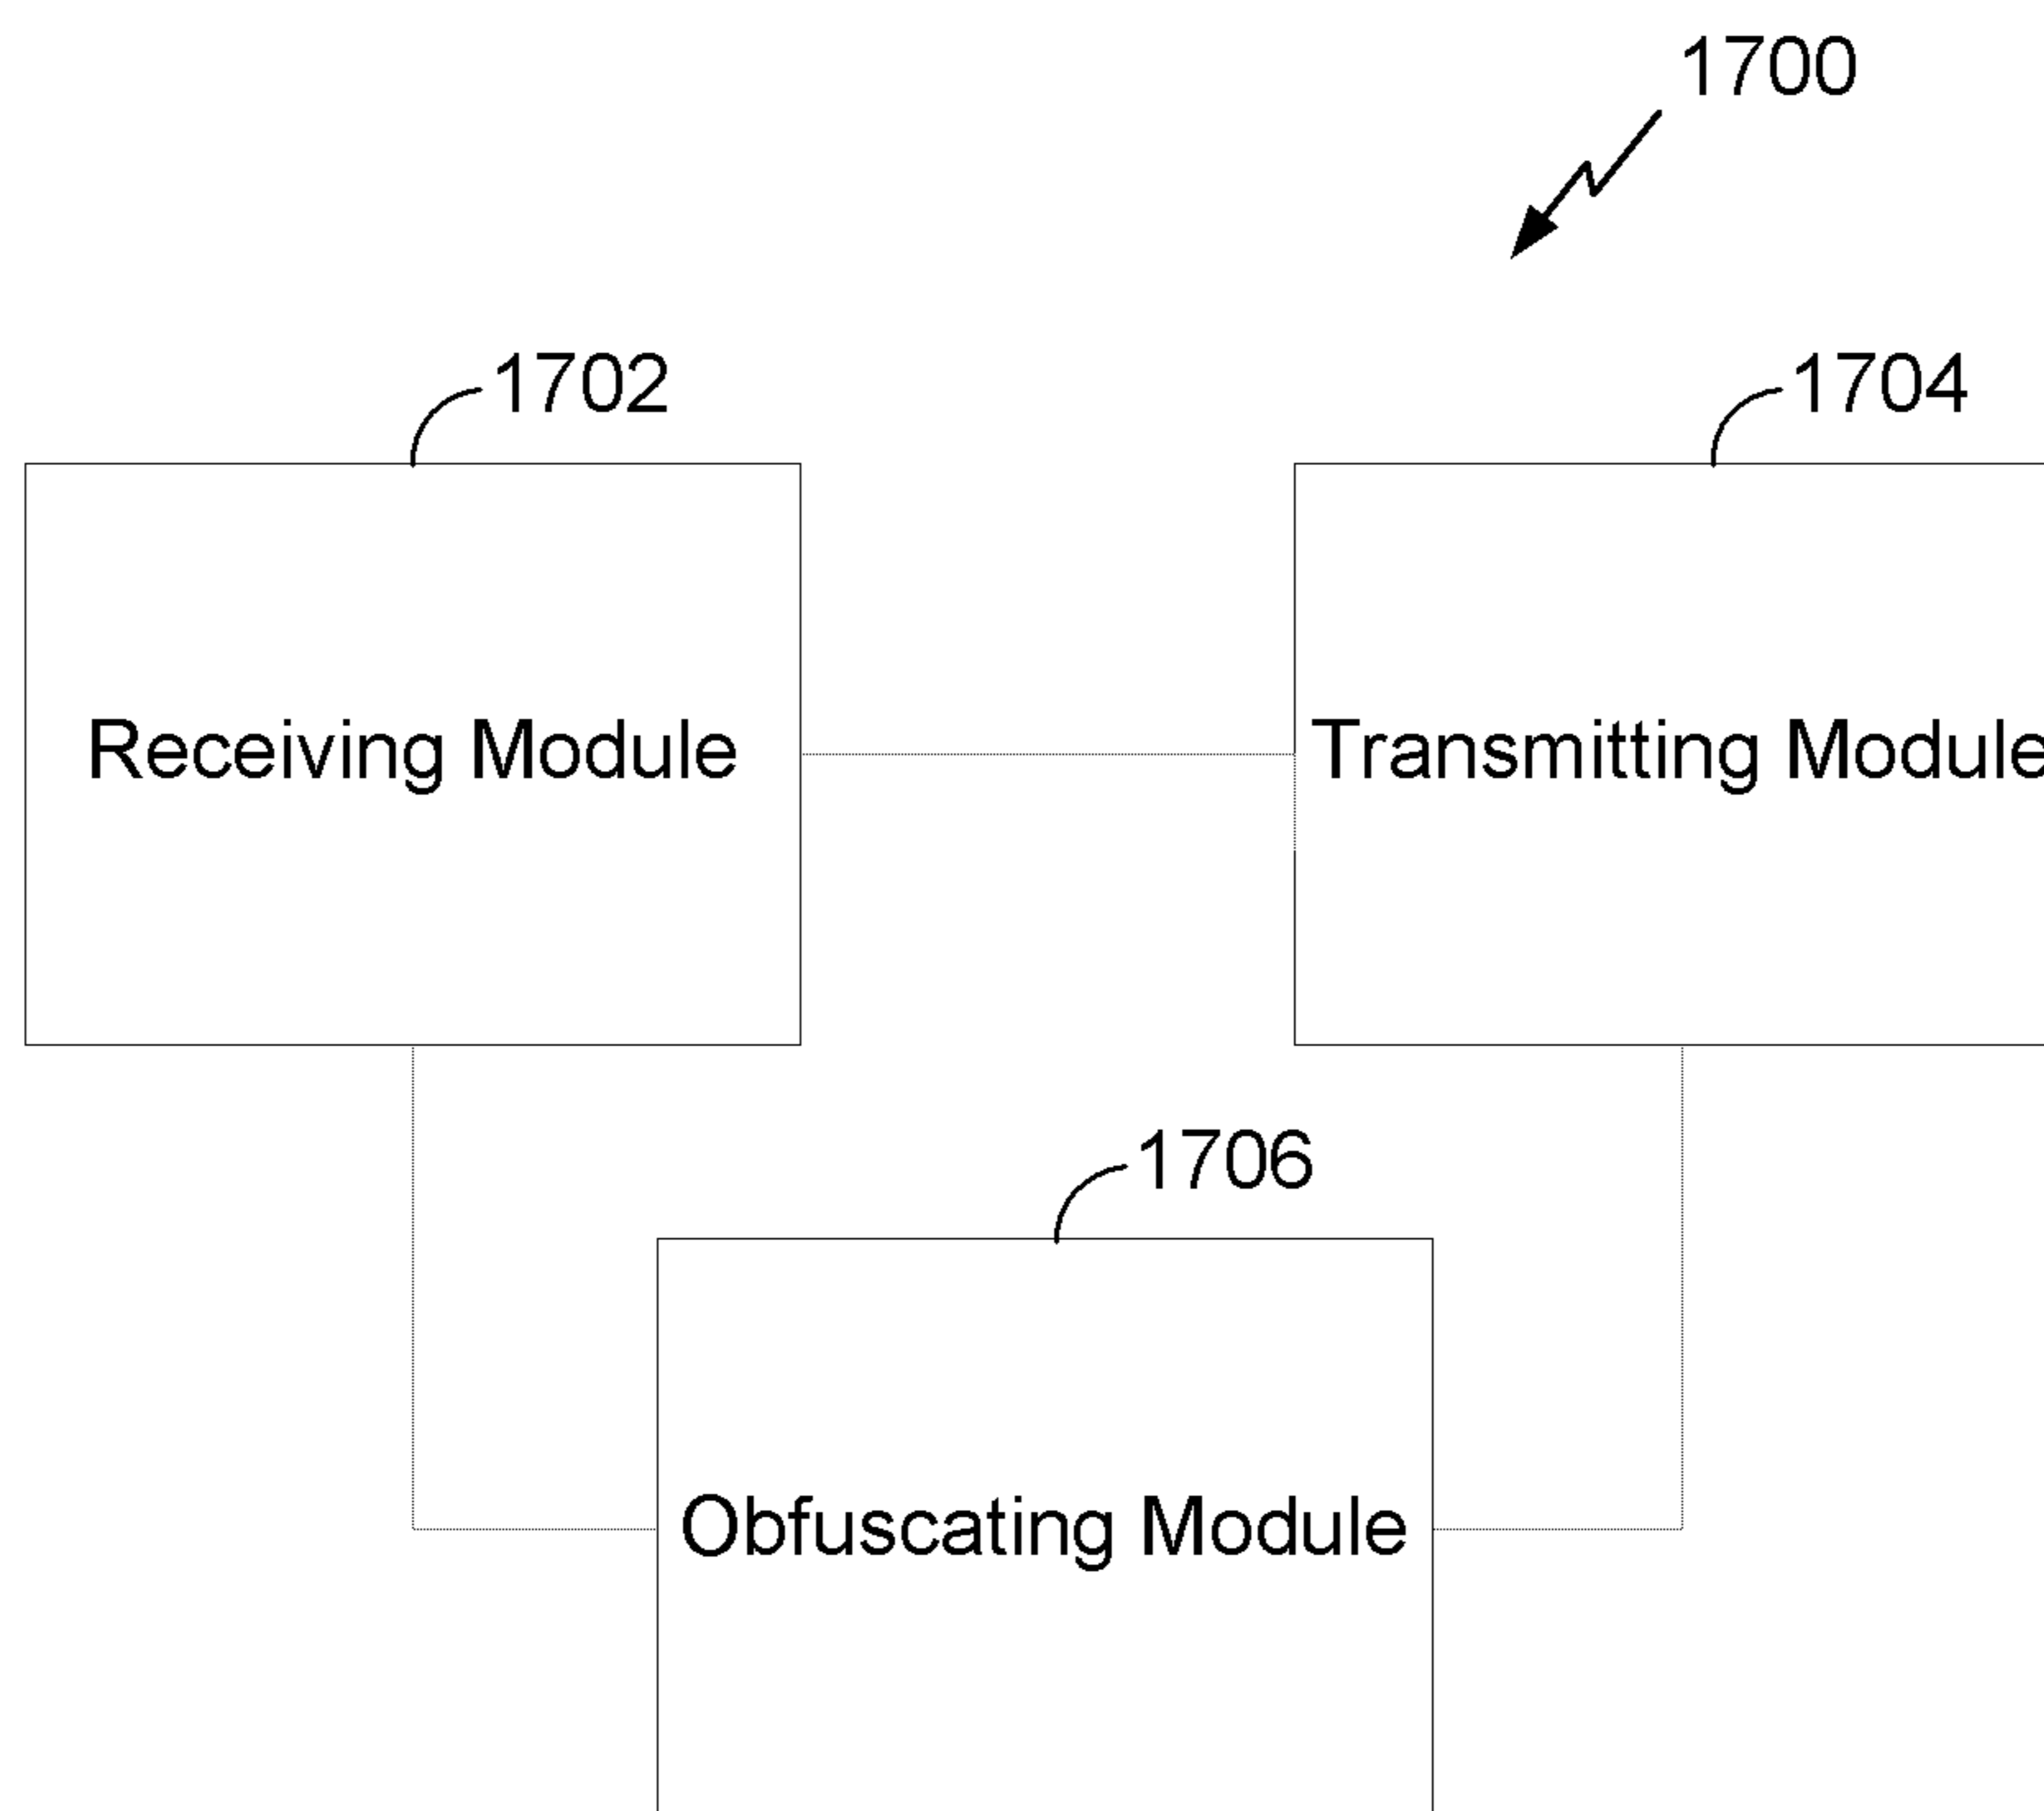 1700
1702
1704
Receiving Module
Transmitting Module
1706
Obfuscating Module